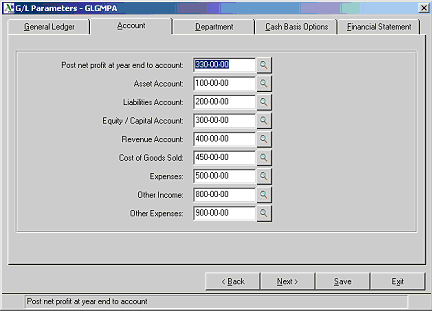 G/L Parameters - GLGMPA
General Ledger Account Department Cash Basis Options Financial Statement
Post net profit at year end to account: 330-00-00
Asset Account: 100-00-00
Liabilities Account: 200-00-00
Equity / Capital Account: 300-00-00
Revenue Account: 400-00-00
Cost of Goods Sold: 450-00-00
Expenses: 500-00-00
Other Income: 800-00-00
Other Expenses: 900-00-00
< Back Next > Save Exit
Post net profit at year end to account